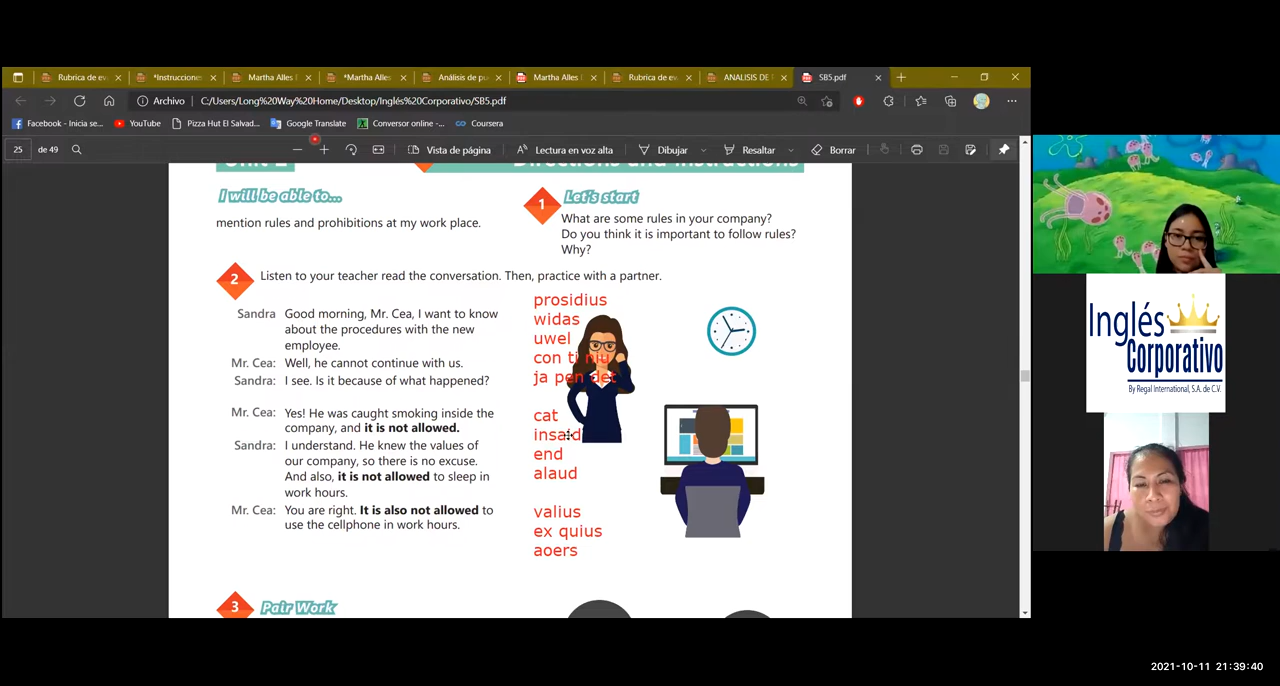 Rubrica de ev
*Instruccione
Martha Alles E
*Martha Alles
Análisis de pu
Martha Alles E
Rubrica de ev
ANALISIS DE
SB5.pdf
Archivo
C:/Users/Long%20Way%20Home/Desktop/Inglés%20Corporativo/SB5.pdf
Facebook - Inicia se...
YouTube
Pizza Hut El Salvad...
Google Translate
Conversor online -...
Coursera
25
de 49
Vista de página
Lectura en voz alta
Dibujar
Resaltar
Borrar
Directions and Instructions
I will be able to...
mention rules and prohibitions at my work place.
1
Let's start
What are some rules in your company?
Do you think it is important to follow rules?
Why?
2
Listen to your teacher read the conversation. Then, practice with a partner.
Sandra Good morning, Mr. Cea, I want to know
about the procedures with the new
employee.
Mr. Cea: Well, he cannot continue with us.
Sandra: I see. Is it because of what happened?
Mr. Cea: Yes! He was caught smoking inside the
company, and it is not allowed.
Sandra: I understand. He knew the values of
our company, so there is no excuse.
And also, it is not allowed to sleep in
work hours.
Mr. Cea: You are right. It is also not allowed to
use the cellphone in work hours.
prosidius
widas
uwel
con ti niu
ja pen det
cat
insaid
end
alaud
valius
ex quius
aoers
3
Pair Work
Inglés
Corporativo
By Regal International, S.A. de C.V.
2021-10-11 21:39:40